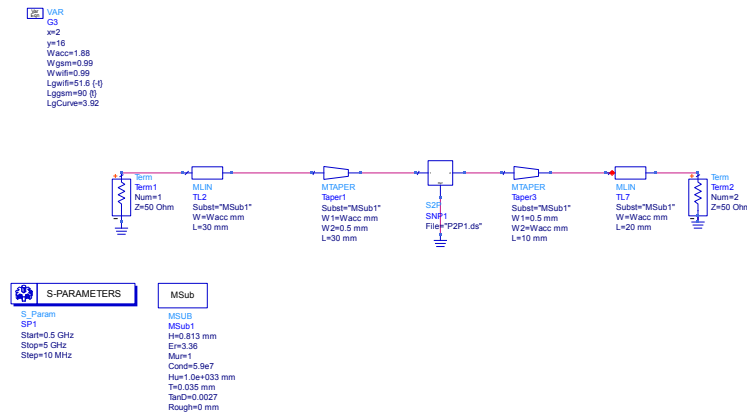 Var
Eqn
VAR
G3
x=2
y=16
Wacc=1.88
Wgsm=0.99
Wwifi=0.99
Lgwifi=51.6 {-t}
Lggsm=90 {t}
LgCurve=3.92
Term
Term1
Num=1
Z=50 Ohm
MLIN
TL2
Subst="MSub1"
W=Wacc mm
L=30 mm
MTAPER
Taper1
Subst="MSub1"
W1=Wacc mm
W2=0.5 mm
L=30 mm
1
2
Ref
S2P
SNP1
File="P2P1.ds"
MTAPER
Taper3
Subst="MSub1"
W1=0.5 mm
W2=Wacc mm
L=10 mm
MLIN
TL7
Subst="MSub1"
W=Wacc mm
L=20 mm
Term
Term2
Num=2
Z=50 Ohm
S-PARAMETERS
S_Param
SP1
Start=0.5 GHz
Stop=5 GHz
Step=10 MHz
MSub
MSUB
MSub1
H=0.813 mm
Er=3.36
Mur=1
Cond=5.9e7
Hu=1.0e+033 mm
T=0.035 mm
TanD=0.0027
Rough=0 mm